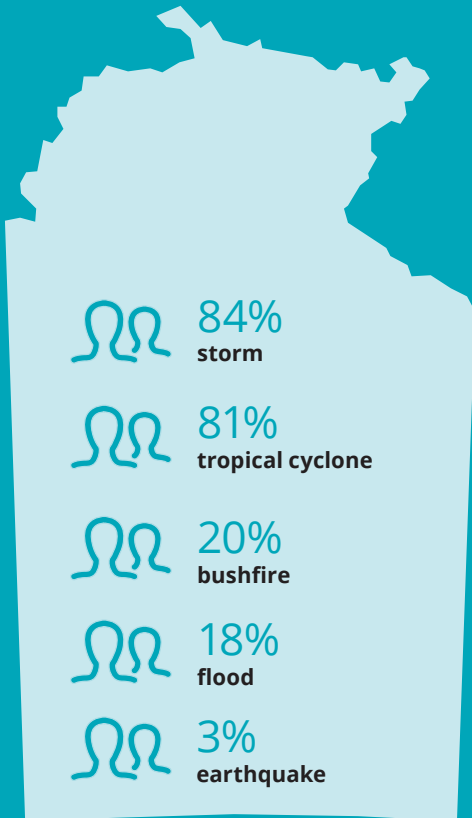 84%
storm
81%
tropical cyclone
20%
bushfire
18%
flood
3%
earthquake